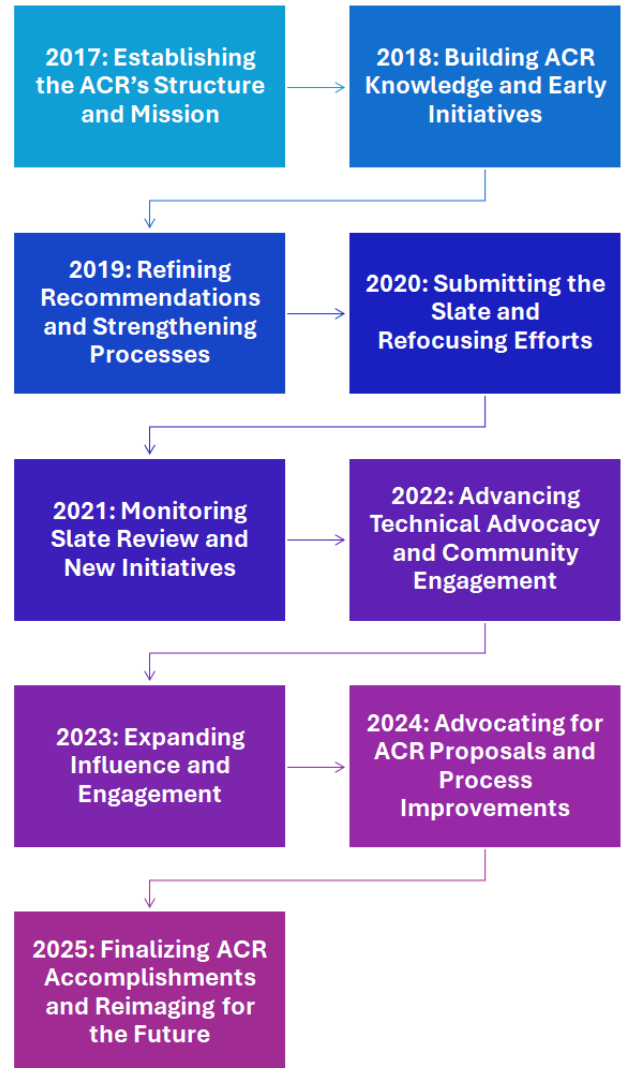 2017: Establishing
the ACR’s Structure
and Mission
2018: Building ACR
Knowledge and Early
Initiatives
2019: Refining
Recommendations
and Strengthening
Processes
2020: Submitting the
Slate and
Refocusing Efforts
2021: Monitoring
Slate Review and
New Initiatives
2022: Advancing
Technical Advocacy
and Community
Engagement
2023: Expanding
Influence and
Engagement
2024: Advocating for
ACR Proposals and
Process
Improvements
2025: Finalizing ACR
Accomplishments
and Reimaging for
the Future